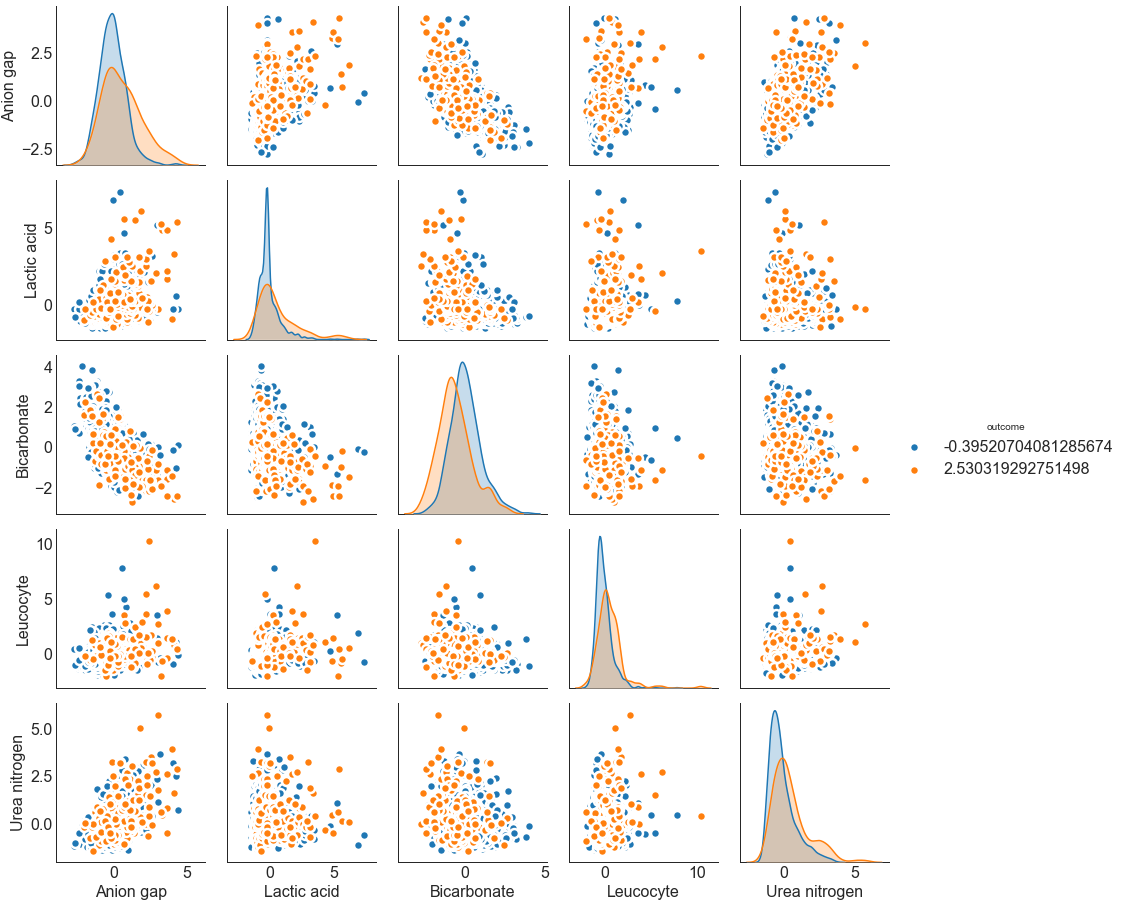 Anion gap
2.5
0.0
−2.5
Lactic acid
5
0
Bicarbonate
4
2
0
−2
outcome
-0.39520704081285674
2.530319292751498
Leucocyte
10
5
0
Urea nitrogen
5.0
2.5
0.0
0 5 0 5 0 5 0 10 0 5
Anion gap Lactic acid Bicarbonate Leucocyte Urea nitrogen